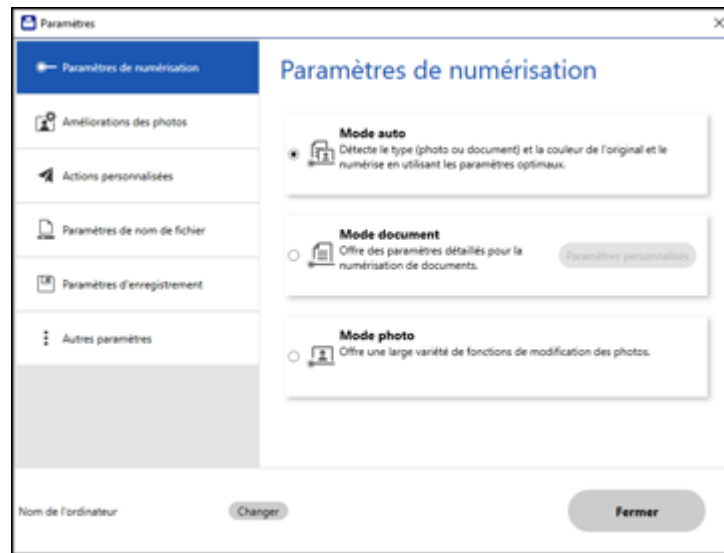 Paramètres
Paramètres de numérisation
Améliorations des photos
Actions personnalisées
Paramètres de nom de fichier
Paramètres d'enregistrement
Autres paramètres
Paramètres de numérisation
Mode auto
Détecte le type (photo ou document) et la couleur de l'original et le
numérise en utilisant les paramètres optimaux.
Mode document
Offre des paramètres détaillés pour la
numérisation de documents.
Paramètres personnalisés
Mode photo
Offre une large variété de fonctions de modification des photos.
Nom de l'ordinateur
Changer
Fermer